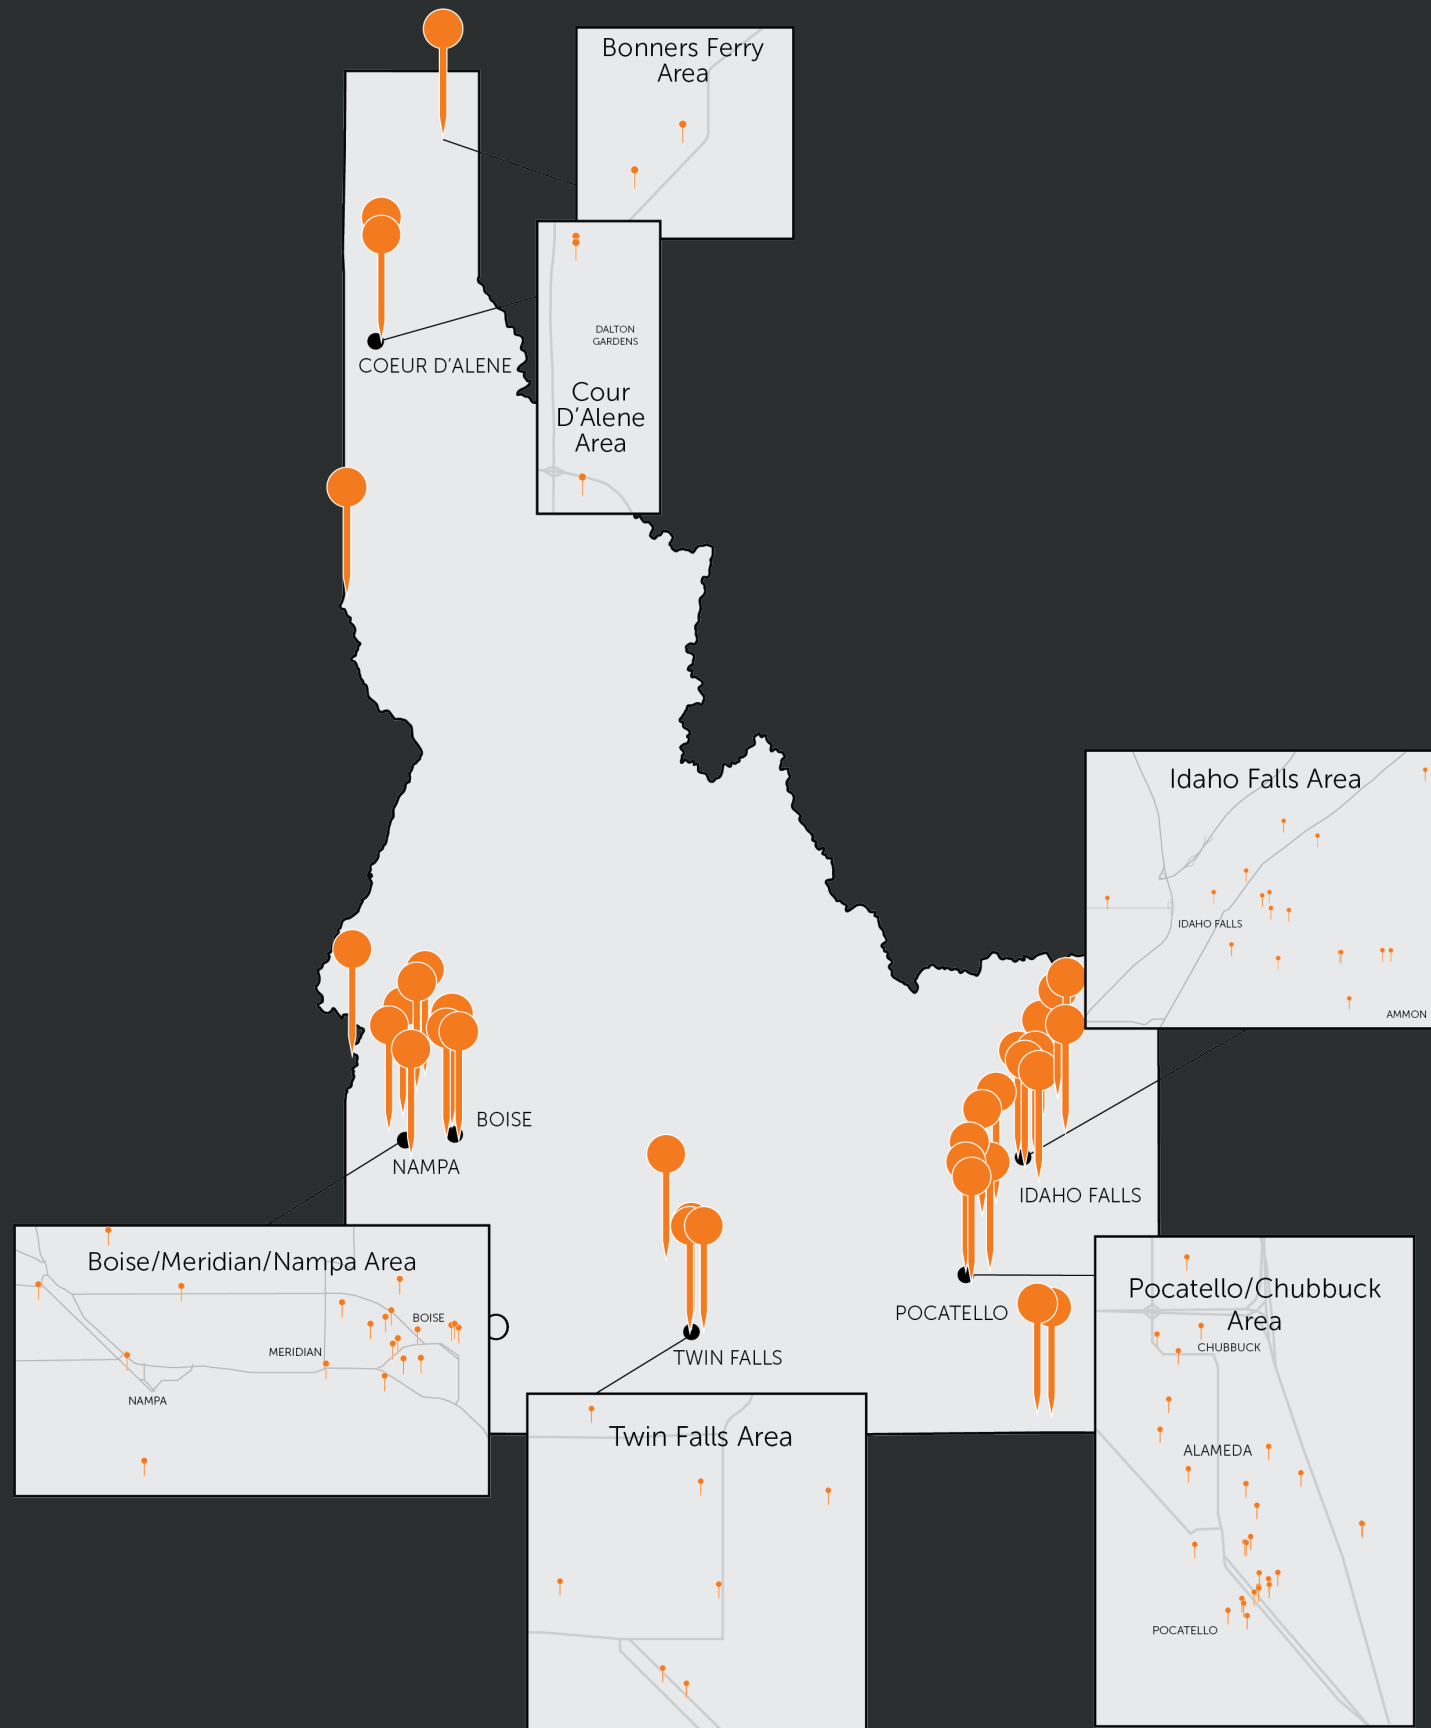 Bonners Ferry
Area
DALTON
GARDENS
Cour
D'Alene
Area
COEUR D'ALENE
Idaho Falls Area
IDAHO FALLS
AMMON
BOISE
NAMPA
IDAHO FALLS
Boise/Meridian/Nampa Area
BOISE
MERIDIAN
NAMPA
POCATELLO
TWIN FALLS
Pocatello/Chubbuck
Area
CHUBBUCK
ALAMEDA
POCATELLO
Twin Falls Area